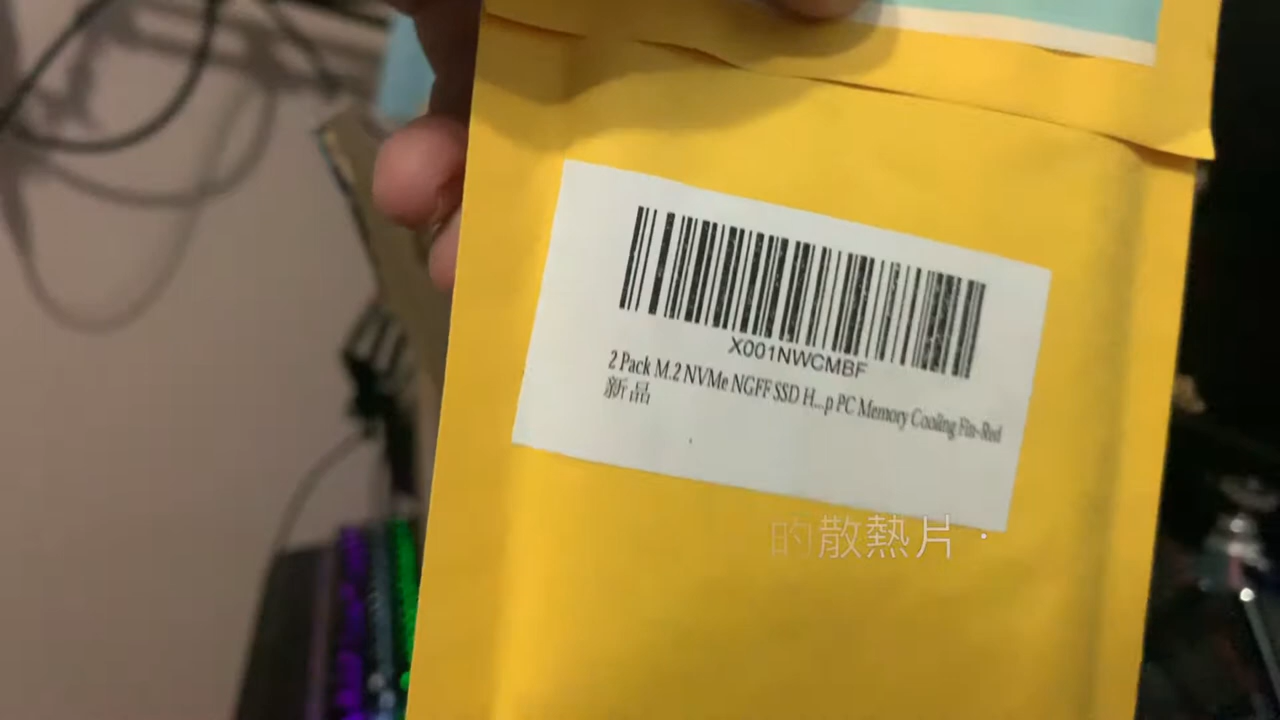 X001NWCMBF
2 Pack M.2 NVMe NGFF SSD H...p PC Memory Cooling Fin-Red
新品
的散熱片．